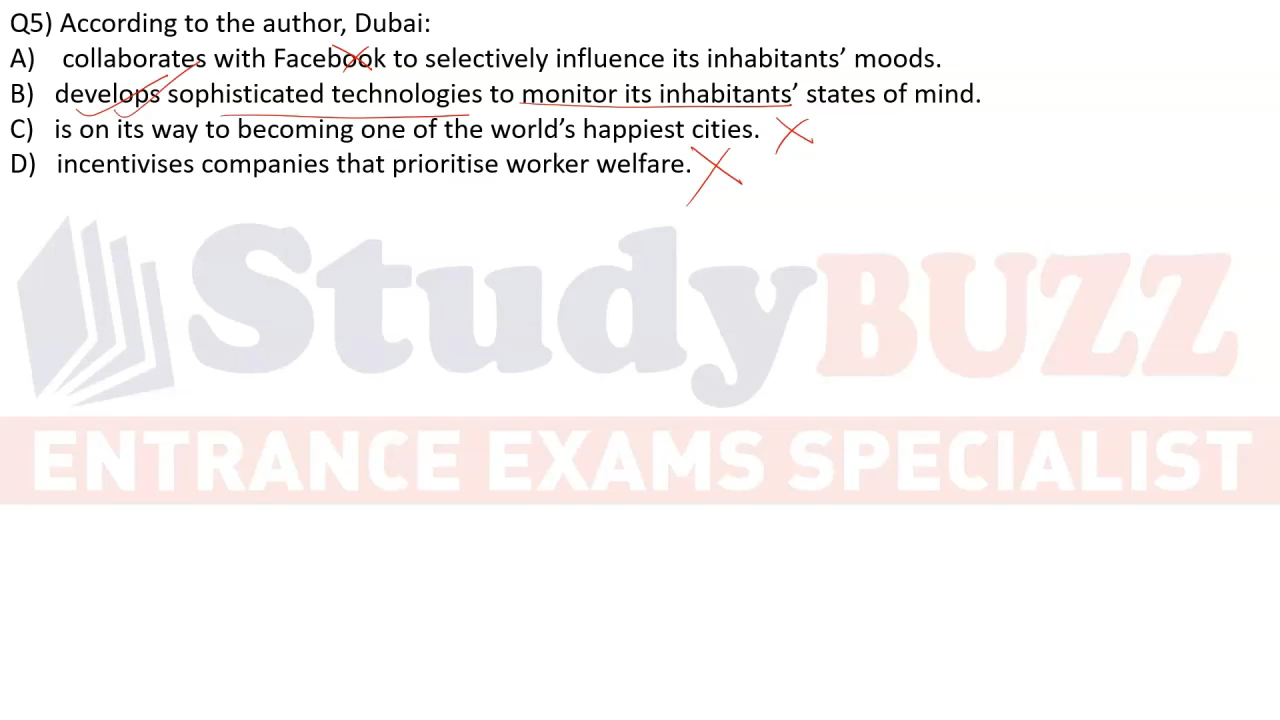 Q5) According to the author, Dubai:
A) collaborates with Facebook to selectively influence its inhabitants’ moods.
B) develops sophisticated technologies to monitor its inhabitants’ states of mind.
C) is on its way to becoming one of the world’s happiest cities.
D) incentivises companies that prioritise worker welfare.
StudyBUZZ
ENTRANCE EXAMS SPECIALIST